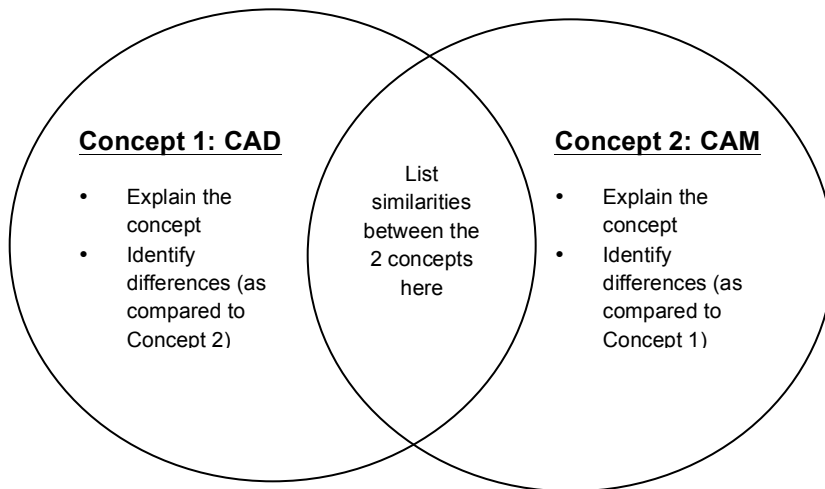 Concept 1: CAD
• Explain the
concept
• Identify
differences (as
compared to
Concept 2)
List
similarities
between the
2 concepts
here
Concept 2: CAM
• Explain the
concept
• Identify
differences (as
compared to
Concept 1)